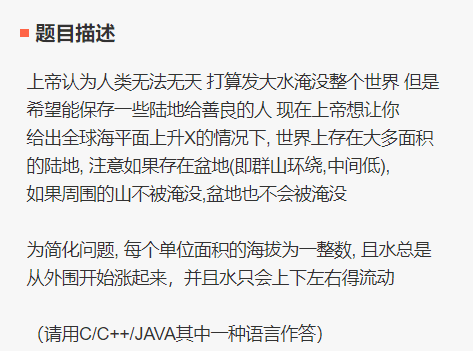 题目描述
上帝认为人类无法无天 打算发大水淹没整个世界 但是
希望能保存一些陆地给善良的人 现在上帝想让你
给出全球海平面上升X的情况下, 世界上存在大多面积
的陆地, 注意如果存在盆地(即群山环绕,中间低),
如果周围的山不被淹没,盆地也不会被淹没
为简化问题, 每个单位面积的海拔为一整数, 且水总是
从外围开始涨起来，并且水只会上下左右得流动
（请用C/C++/JAVA其中一种语言作答）